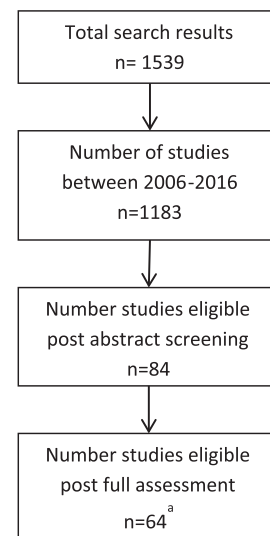 Total search results
n= 1539
Number of studies
between 2006-2016
n=1183
Number studies eligible
post abstract screening
n=84
Number studies eligible
post full assessment
n=64a